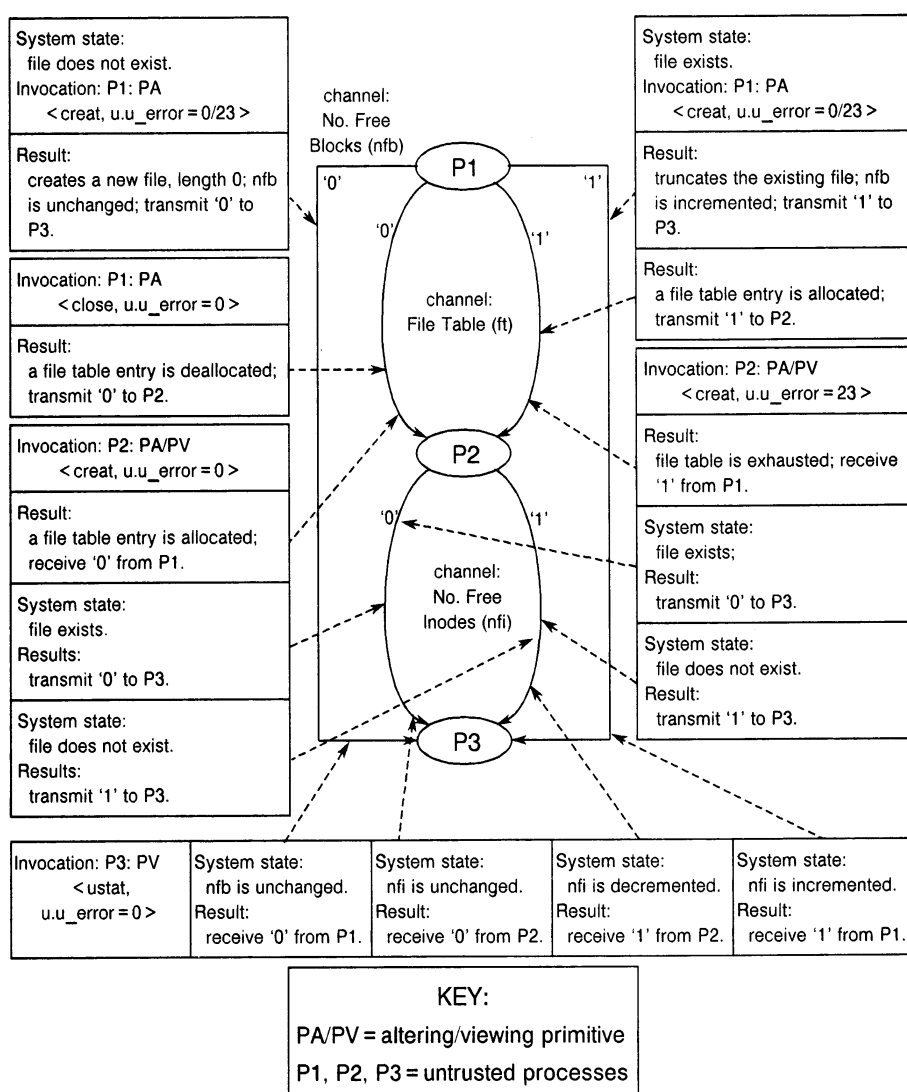 System state:
file does not exist.
Invocation: P1: PA
<creat, u.u_error = 0/23>
Result:
creates a new file, length 0; nfb
is unchanged; transmit ‘0’ to
P3.
Invocation: P1: PA
<close, u.u_error = 0>
Result:
a file table entry is deallocated;
transmit ‘0’ to P2.
Invocation: P2: PA/PV
<creat, u.u_error = 0>
Result:
a file table entry is allocated;
receive ‘0’ from P1.
System state:
file exists.
Results:
transmit ‘0’ to P3.
System state:
file does not exist.
Results:
transmit ‘1’ to P3.
channel:
No. Free
Blocks (nfb)
P1
‘0’
‘1’
‘0’
‘1’
channel:
File Table (ft)
P2
‘0’
‘1’
channel:
No. Free
Inodes (nfi)
P3
System state:
file exists.
Invocation: P1: PA
<creat, u.u_error = 0/23>
Result:
truncates the existing file; nfb
is incremented; transmit ‘1’ to
P3.
Result:
a file table entry is allocated;
transmit ‘1’ to P2.
Invocation: P2: PA/PV
<creat, u.u_error = 23>
Result:
file table is exhausted; receive
‘1’ from P1.
System state:
file exists;
Result:
transmit ‘0’ to P3.
System state:
file does not exist.
Result:
transmit ‘1’ to P3.
Invocation: P3: PV
<ustat,
u.u_error = 0>
System state:
nfb is unchanged.
Result:
receive ‘0’ from P1.
System state:
nfi is unchanged.
Result:
receive ‘0’ from P2.
System state:
nfi is decremented.
Result:
receive ‘1’ from P2.
System state:
nfi is incremented.
Result:
receive ‘1’ from P1.
KEY:
PA/PV = altering/viewing primitive
P1, P2, P3 = untrusted processes